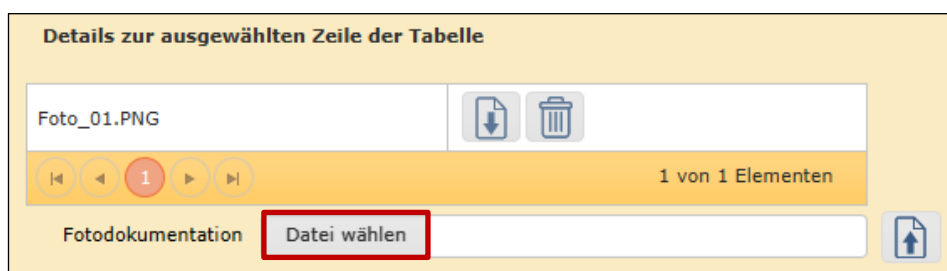 Details zur ausgewählten Zeile der Tabelle
Foto_01.PNG
1
1 von 1 Elementen
Fotodokumentation Datei wählen